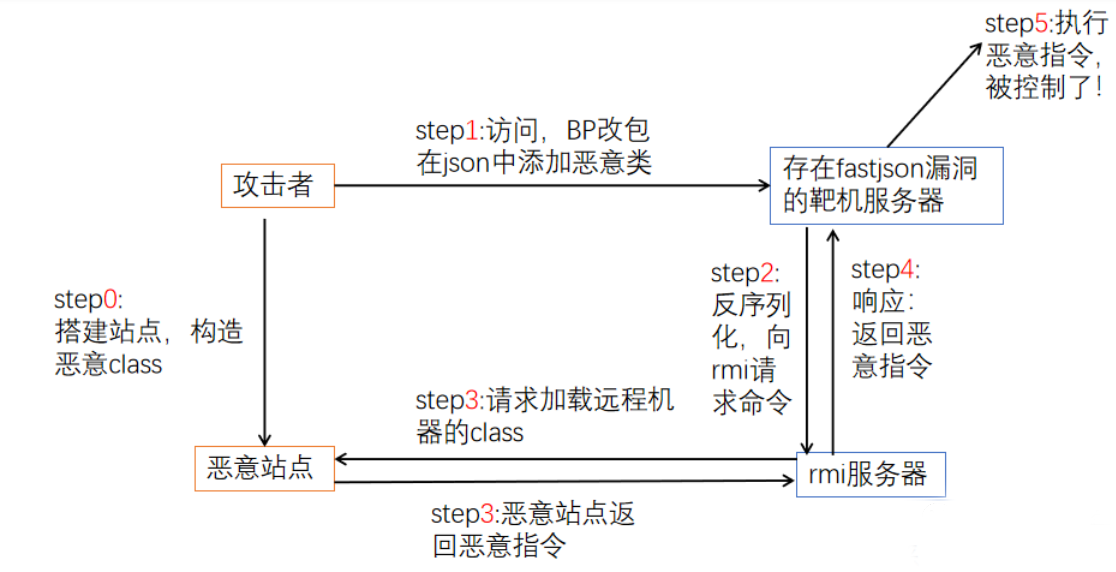 step5:执行
恶意指令，
被控制了！
step1:访问，BP改包
在json中添加恶意类
攻击者
存在fastjson漏洞
的靶机服务器
step0:
搭建站点，构造
恶意class
step2:
反序列
化，向
rmi请
求命令
step4:
响应：
返回恶
意指令
step3:请求加载远程机
器的class
恶意站点
rmi服务器
step3:恶意站点返
回恶意指令